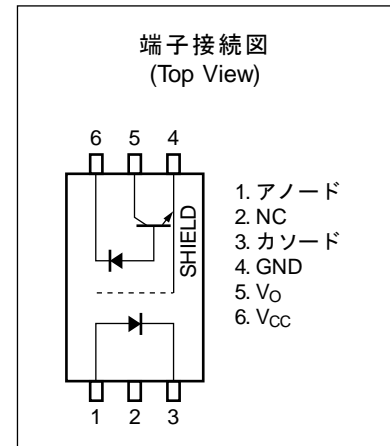 端子接続図
(Top View)
6 5 4
SHIELD
1 2 3
1. アノード
2. NC
3. カソード
4. GND
5. VO
6. VCC